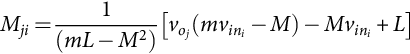 M_{ji} = \frac{1}{(mL - M^2)} \left[ v_{o_j} (m v_{in_i} - M) - M v_{in_i} + L \right]